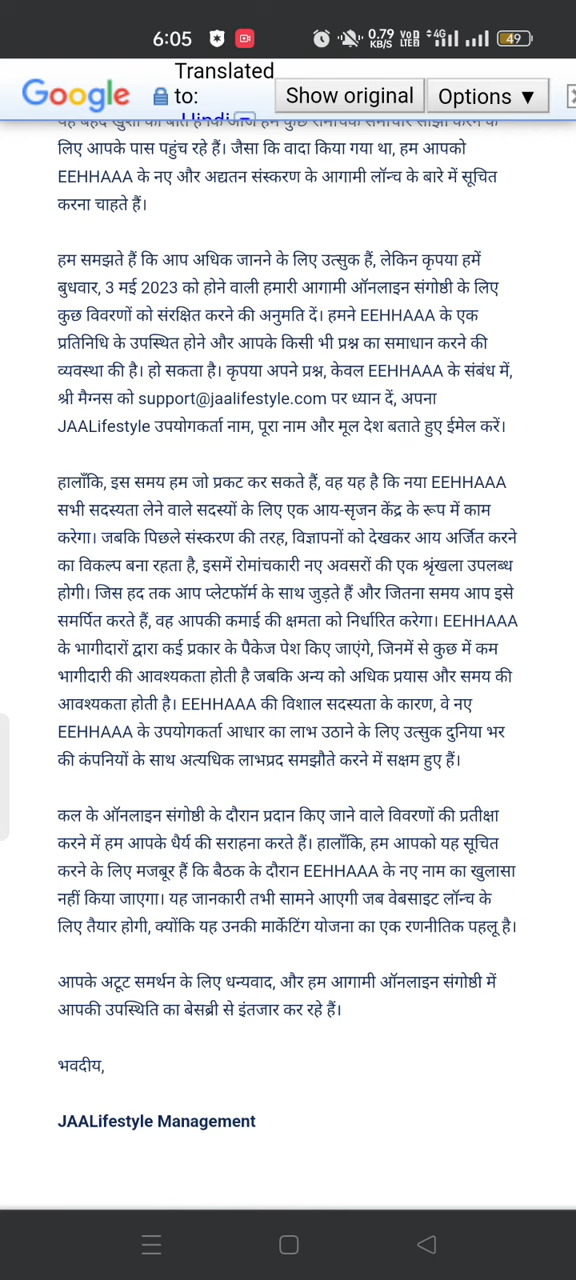 6:05
0.79 KB/S
VoD LTE2
4G
49
Google
Translated to: Hindi
Show original
Options ▼
लिए आपके पास पहुंच रहे हैं। जैसा कि वादा किया गया था, हम आपको
EEHHAAA के नए और अद्यतन संस्करण के आगामी लॉन्च के बारे में सूचित
करना चाहते हैं।
हम समझते हैं कि आप अधिक जानने के लिए उत्सुक हैं, लेकिन कृपया हमें
बुधवार, 3 मई 2023 को होने वाली हमारी आगामी ऑनलाइन संगोष्ठी के लिए
कुछ विवरणों को संरक्षित करने की अनुमति दें। हमने EEHHAAA के एक
प्रतिनिधि के उपस्थित होने और आपके किसी भी प्रश्न का समाधान करने की
व्यवस्था की है। हो सकता है। कृपया अपने प्रश्न, केवल EEHHAAA के संबंध में,
श्री मैग्नस को support@jaalifestyle.com पर ध्यान दें, अपना
JAALifestyle उपयोगकर्ता नाम, पूरा नाम और मूल देश बताते हुए ईमेल करें।
हालाँकि, इस समय हम जो प्रकट कर सकते हैं, वह यह है कि नया EEHHAAA
सभी सदस्यता लेने वाले सदस्यों के लिए एक आय-सृजन केंद्र के रूप में काम
करेगा। जबकि पिछले संस्करण की तरह, विज्ञापनों को देखकर आय अर्जित करने
का विकल्प बना रहता है, इसमें रोमांचकारी नए अवसरों की एक श्रृंखला उपलब्ध
होगी। जिस हद तक आप प्लेटफॉर्म के साथ जुड़ते हैं और जितना समय आप इसे
समर्पित करते हैं, वह आपकी कमाई की क्षमता को निर्धारित करेगा। EEHHAAA
के भागीदारों द्वारा कई प्रकार के पैकेज पेश किए जाएंगे, जिनमें से कुछ में कम
भागीदारी की आवश्यकता होती है जबकि अन्य को अधिक प्रयास और समय की
आवश्यकता होती है। EEHHAAA की विशाल सदस्यता के कारण, वे नए
EEHHAAA के उपयोगकर्ता आधार का लाभ उठाने के लिए उत्सुक दुनिया भर
की कंपनियों के साथ अत्यधिक लाभप्रद समझौते करने में सक्षम हुए हैं।
कल के ऑनलाइन संगोष्ठी के दौरान प्रदान किए जाने वाले विवरणों की प्रतीक्षा
करने में हम आपके धैर्य की सराहना करते हैं। हालाँकि, हम आपको यह सूचित
करने के लिए मजबूर हैं कि बैठक के दौरान EEHHAAA के नए नाम का खुलासा
नहीं किया जाएगा। यह जानकारी तभी सामने आएगी जब वेबसाइट लॉन्च के
लिए तैयार होगी, क्योंकि यह उनकी मार्केटिंग योजना का एक रणनीतिक पहलू है।
आपके अटूट समर्थन के लिए धन्यवाद, और हम आगामी ऑनलाइन संगोष्ठी में
आपकी उपस्थिति का बेसब्री से इंतजार कर रहे हैं।
भवदीय,
JAALifestyle Management